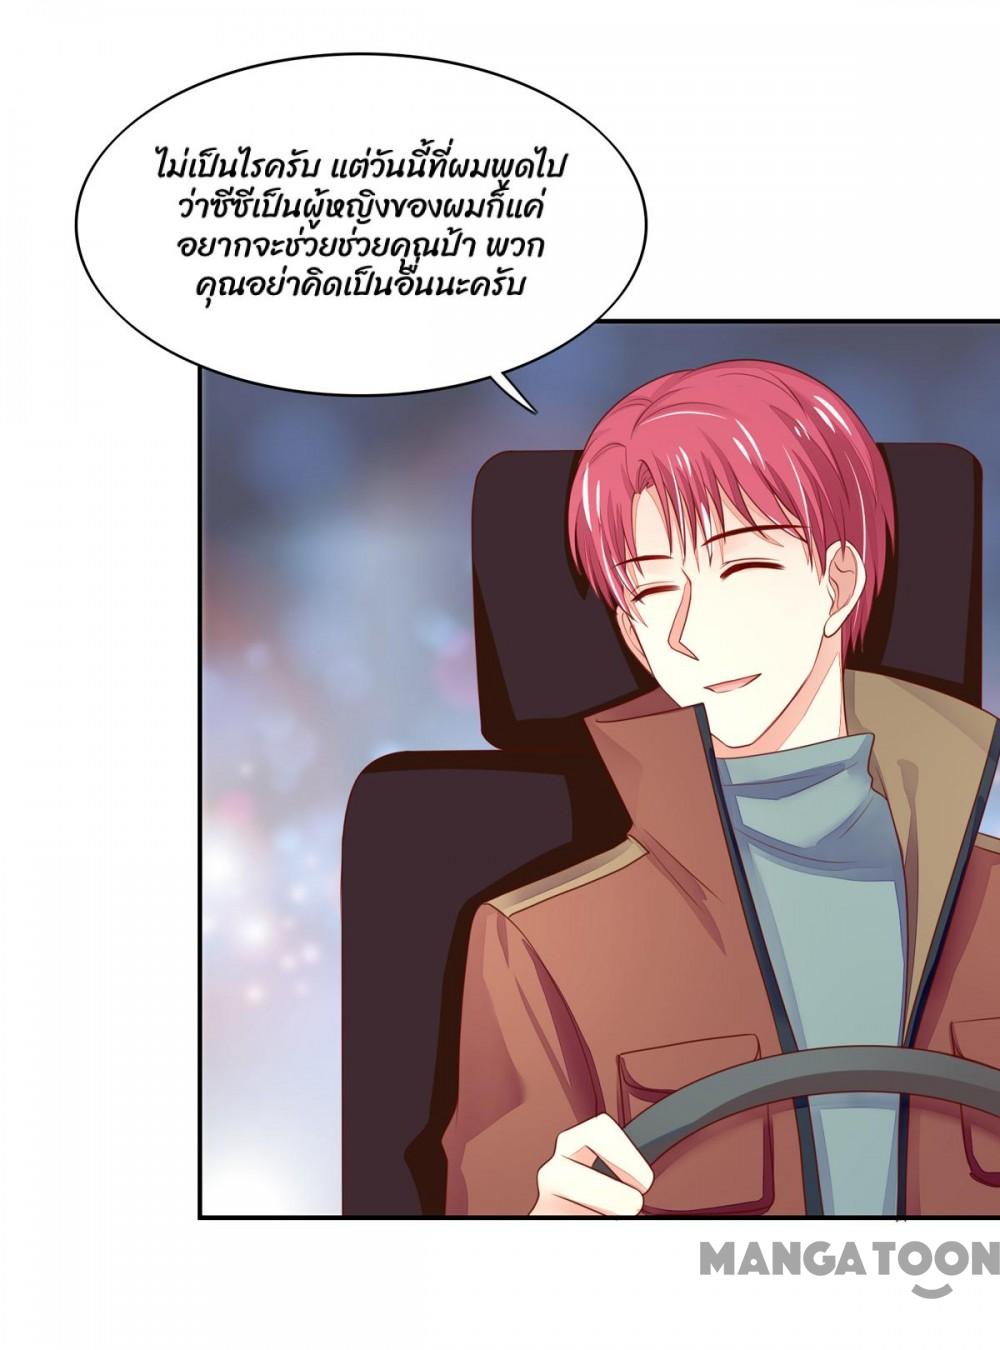 ไม่เป็นไรครับ แต่วันนี้ที่ผมพูดไป
ว่าซีซีเป็นผู้หญิงของผมก็แค่
อยากจะช่วยช่วยคุณป้า พวก
คุณอย่าคิดเป็นอื่นนะครับ
MANGATOON